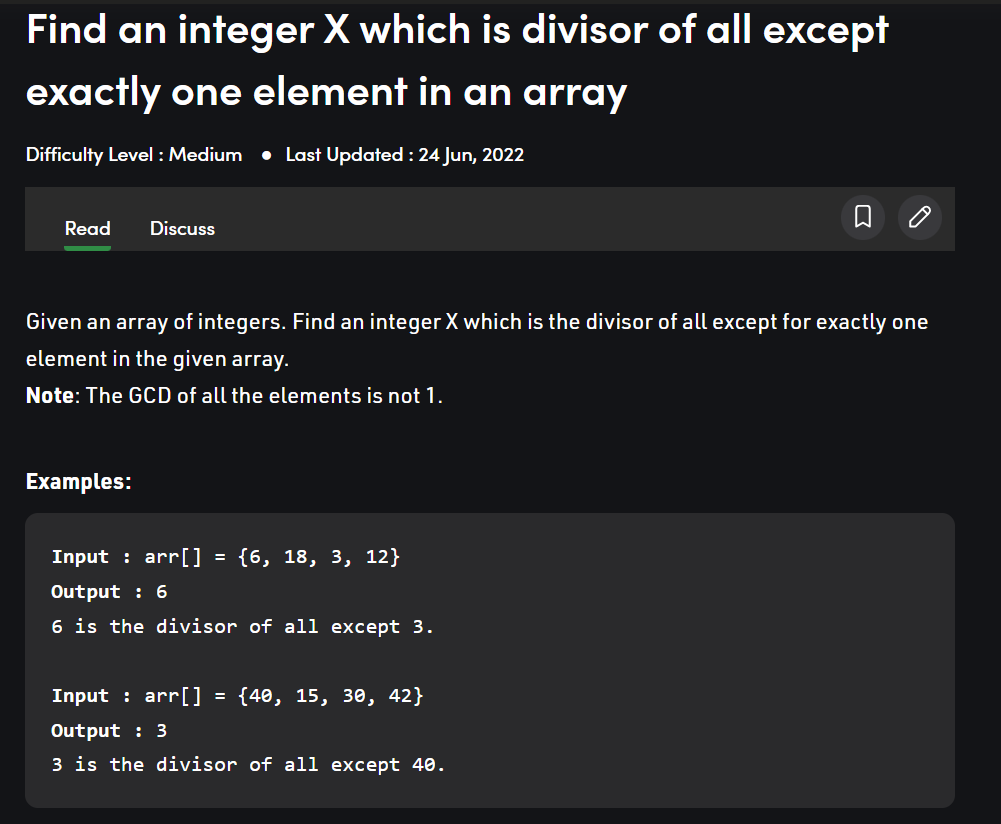 Find an integer X which is divisor of all except
exactly one element in an array
Difficulty Level : Medium ● Last Updated : 24 Jun, 2022
Read Discuss
Given an array of integers. Find an integer X which is the divisor of all except for exactly one
element in the given array.
Note: The GCD of all the elements is not 1.
Examples:
Input : arr[] = {6, 18, 3, 12}
Output : 6
6 is the divisor of all except 3.
Input : arr[] = {40, 15, 30, 42}
Output : 3
3 is the divisor of all except 40.